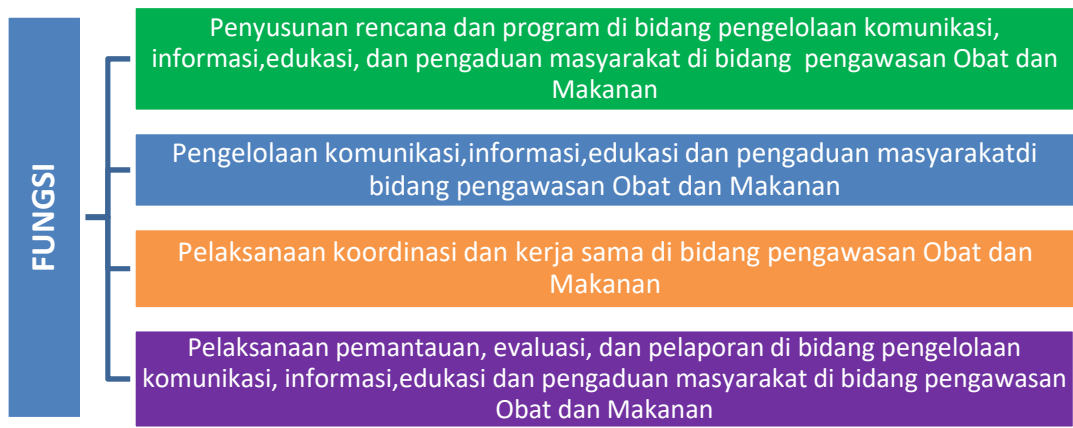 FUNGSI
Penyusunan rencana dan program di bidang pengelolaan komunikasi,
informasi,edukasi, dan pengaduan masyarakat di bidang pengawasan Obat dan
Makanan
Pengelolaan komunikasi,informasi,edukasi dan pengaduan masyarakatdi
bidang pengawasan Obat dan Makanan
Pelaksanaan koordinasi dan kerja sama di bidang pengawasan Obat dan
Makanan
Pelaksanaan pemantauan, evaluasi, dan pelaporan di bidang pengelolaan
komunikasi, informasi,edukasi dan pengaduan masyarakat di bidang pengawasan
Obat dan Makanan